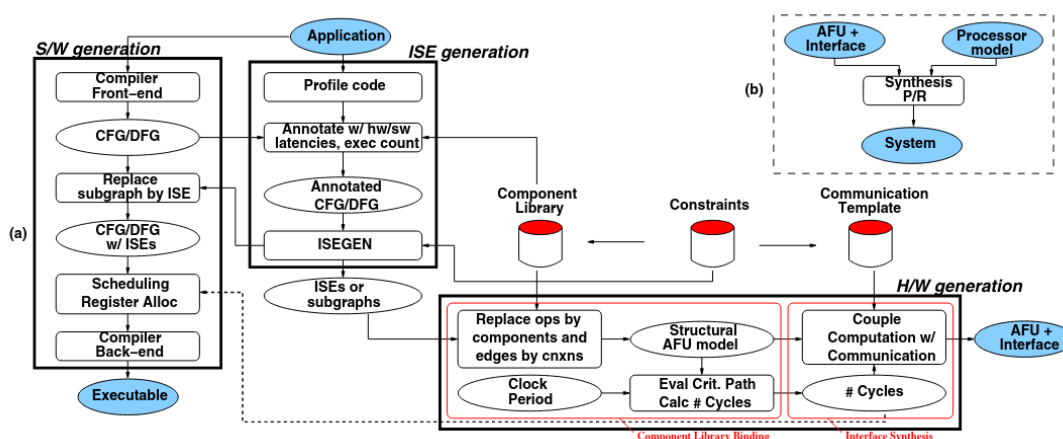 S/W generation
Application
ISE generation
Compiler
Front-end
CFG/DFG
Replace
subgraph by ISE
(a)
CFG/DFG
w/ ISEs
Scheduling
Register Alloc
Compiler
Back-end
Executable
Profile code
Annotate w/ hw/sw
latencies, exec count
Annotated
CFG/DFG
ISEGEN
ISEs or
subgraphs
(b)
AFU +
Interface
Processor
model
Synthesis
P/R
System
Component
Library
Constraints
Communication
Template
H/W generation
Replace ops by
components and
edges by cnxns
Structural
AFU model
Couple
Computation w/
Communication
AFU +
Interface
Clock
Period
Eval Crit. Path
Calc # Cycles
# Cycles
Component Library Binding
Interface Synthesis